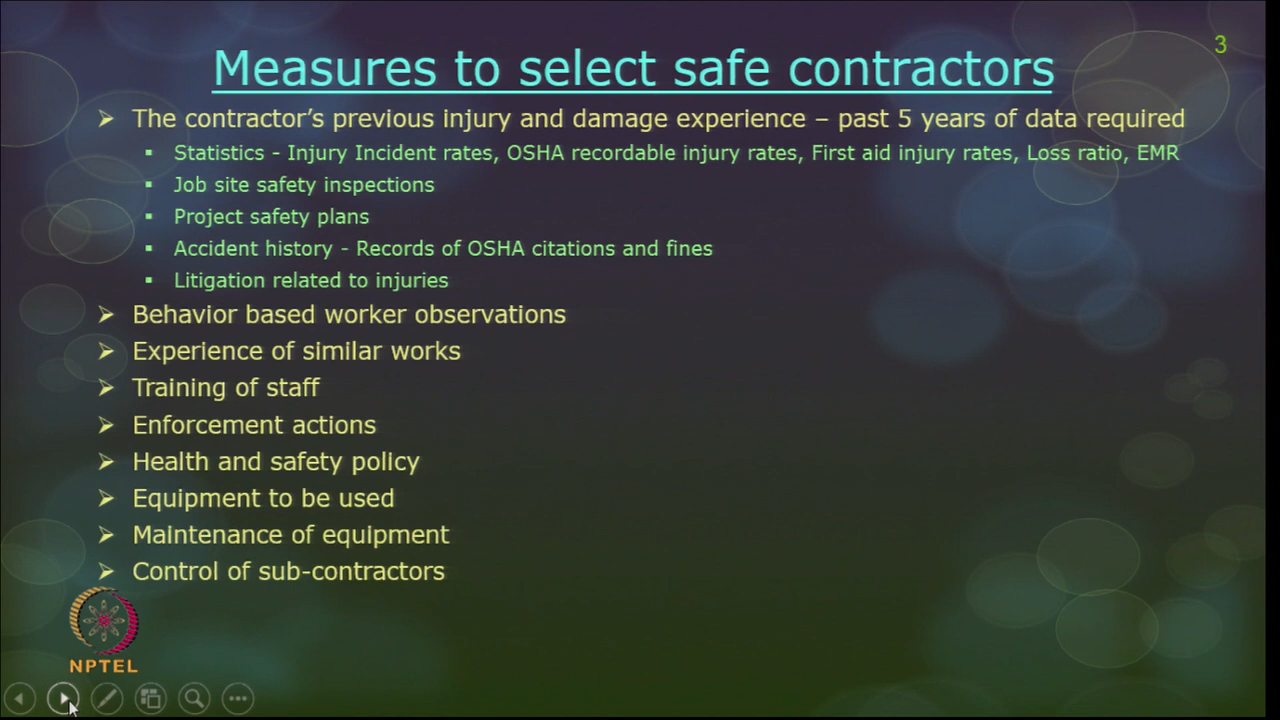 3
Measures to select safe contractors
➢ The contractor’s previous injury and damage experience – past 5 years of data required
▪ Statistics - Injury Incident rates, OSHA recordable injury rates, First aid injury rates, Loss ratio, EMR
▪ Job site safety inspections
▪ Project safety plans
▪ Accident history - Records of OSHA citations and fines
▪ Litigation related to injuries
➢ Behavior based worker observations
➢ Experience of similar works
➢ Training of staff
➢ Enforcement actions
➢ Health and safety policy
➢ Equipment to be used
➢ Maintenance of equipment
➢ Control of sub-contractors
NPTEL